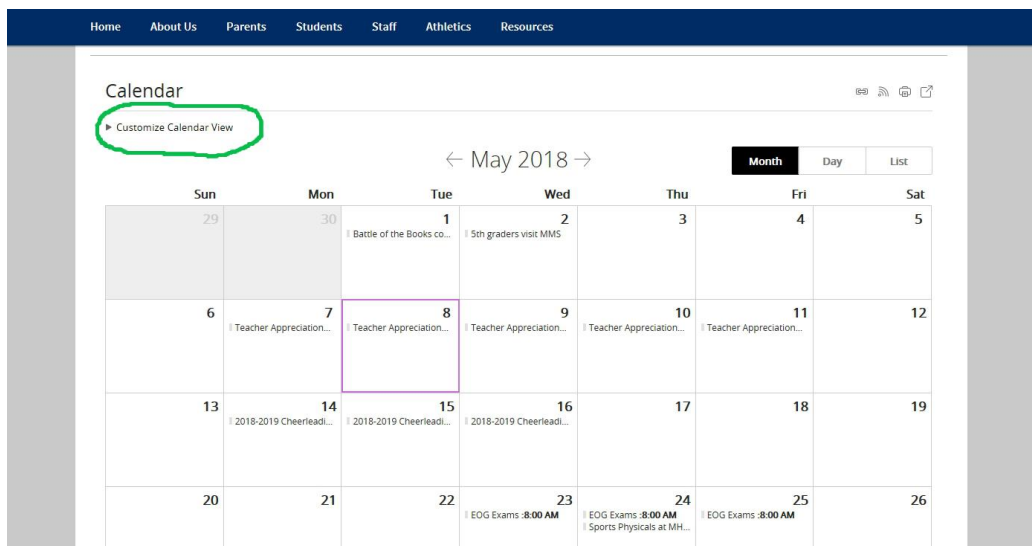 Home About Us Parents Students Staff Athletics Resources
Calendar
Customize Calendar View
← May 2018 →
Month Day List
Sun Mon Tue Wed Thu Fri Sat
29 30 1 2 3 4 5
Battle of the Books co... 5th graders visit MMS
6 7 8 9 10 11 12
Teacher Appreciation... Teacher Appreciation... Teacher Appreciation... Teacher Appreciation... Teacher Appreciation...
13 14 15 16 17 18 19
2018-2019 Cheerleadi... 2018-2019 Cheerleadi... 2018-2019 Cheerleadi...
20 21 22 23 24 25 26
EOG Exams :8:00 AM EOG Exams :8:00 AM EOG Exams :8:00 AM
Sports Physicals at MH...